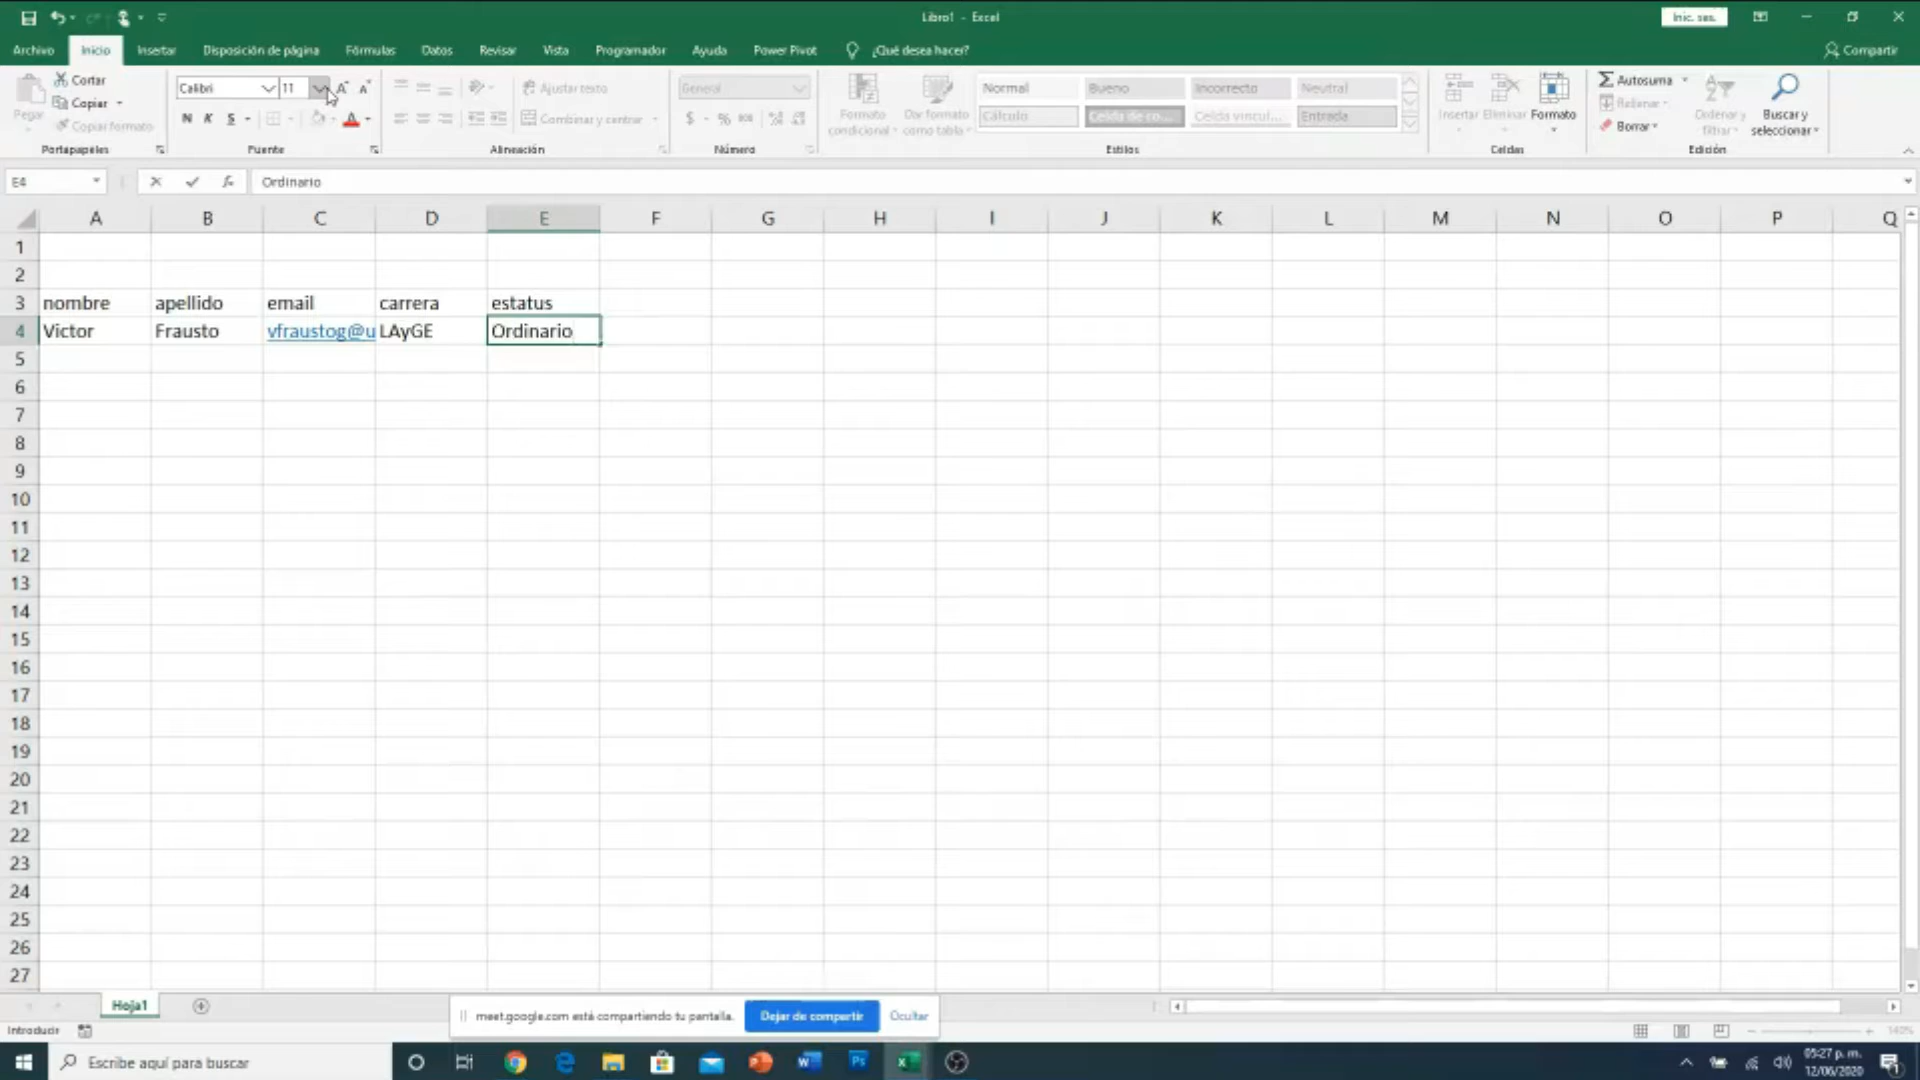 Libro1 - Excel
Inic. ses.
Archivo Inicio Insertar Disposición de página Fórmulas Datos Revisar Vista Programador Ayuda Power Pivot ¿Qué desea hacer? Compartir
Pegar
Cortar
Copiar
Copiar formato
Portapapeles
Calibri 11
N K S
Fuente
Ajustar texto
Combinar y centrar
Alineación
General
$ % 000
Número
Formato condicional
Dar formato como tabla
Normal Bueno Incorrecto Neutral
Cálculo Celda de co... Celda vincul... Entrada
Estilos
Insertar Eliminar Formato
Celdas
Autosuma
Rellenar
Borrar
Ordenar y filtrar
Buscar y seleccionar
Edición
E4 fx Ordinario
A B C D E F G H I J K L M N O P Q
1
2
3 nombre apellido email carrera estatus
4 Victor Frausto vfraustog@u LAyGE Ordinario
5
6
7
8
9
10
11
12
13
14
15
16
17
18
19
20
21
22
23
24
25
26
27
Hoja1
meet.google.com está compartiendo tu pantalla. Dejar de compartir Ocultar
Introducir
140%
Escribe aquí para buscar
05:27 p. m.
12/06/2020